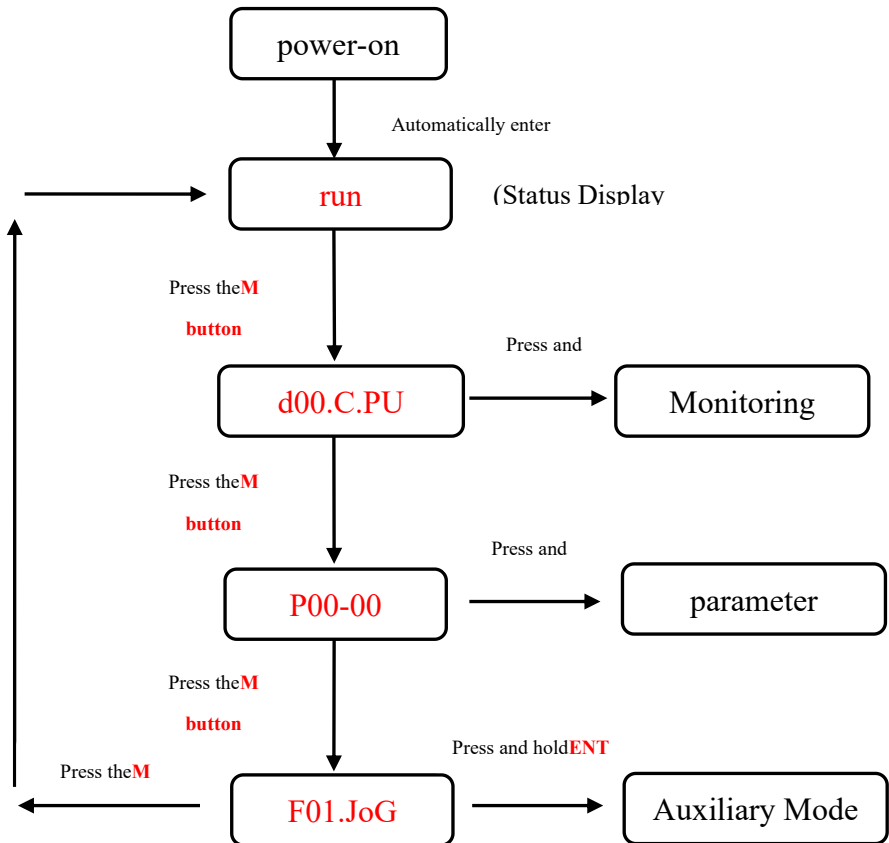 power-on
Automatically enter
run
(Status Display
Press theM
button
Press and
d00.C.PU
Monitoring
Press theM
button
Press and
P00-00
parameter
Press theM
button
Press and holdENT
Press theM
F01.JoG
Auxiliary Mode